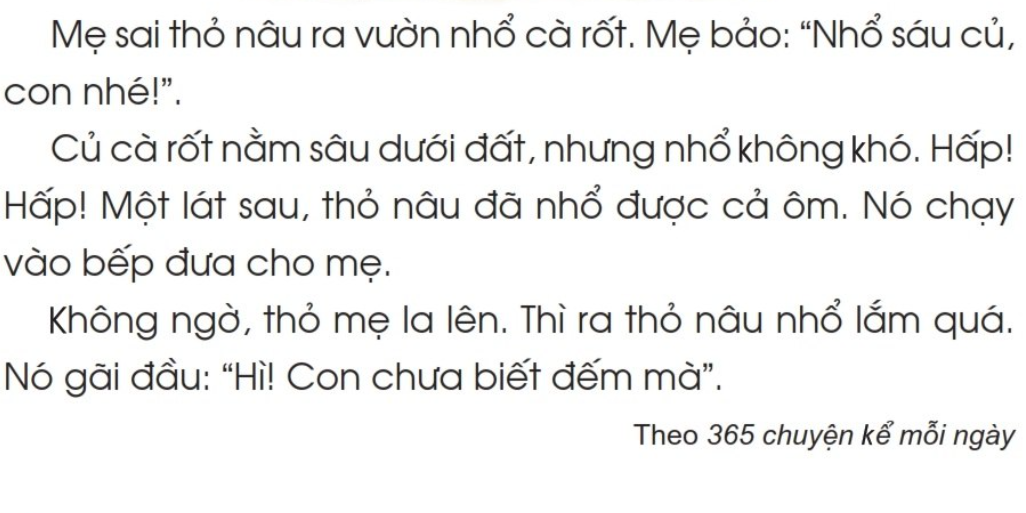 Mẹ sai thỏ nâu ra vườn nhổ cà rốt. Mẹ bảo: “Nhổ sáu củ,
con nhé!”.
Củ cà rốt nằm sâu dưới đất, nhưng nhổ không khó. Hấp!
Hấp! Một lát sau, thỏ nâu đã nhổ được cả ôm. Nó chạy
vào bếp đưa cho mẹ.
Không ngờ, thỏ mẹ la lên. Thì ra thỏ nâu nhổ lắm quá.
Nó gãi đầu: “Hì! Con chưa biết đếm mà”.
Theo 365 chuyện kể mỗi ngày